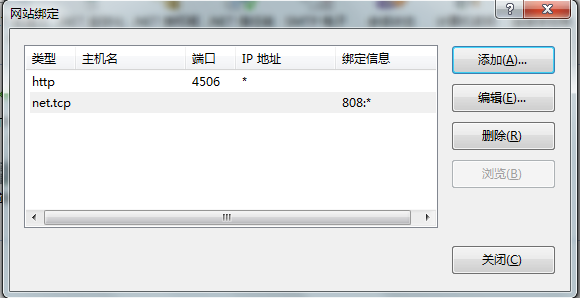 网站绑定
类型 主机名 端口 IP 地址 绑定信息
http 4506 *
net.tcp 808:*
添加(A)...
编辑(E)...
删除(R)
浏览(B)
关闭(C)